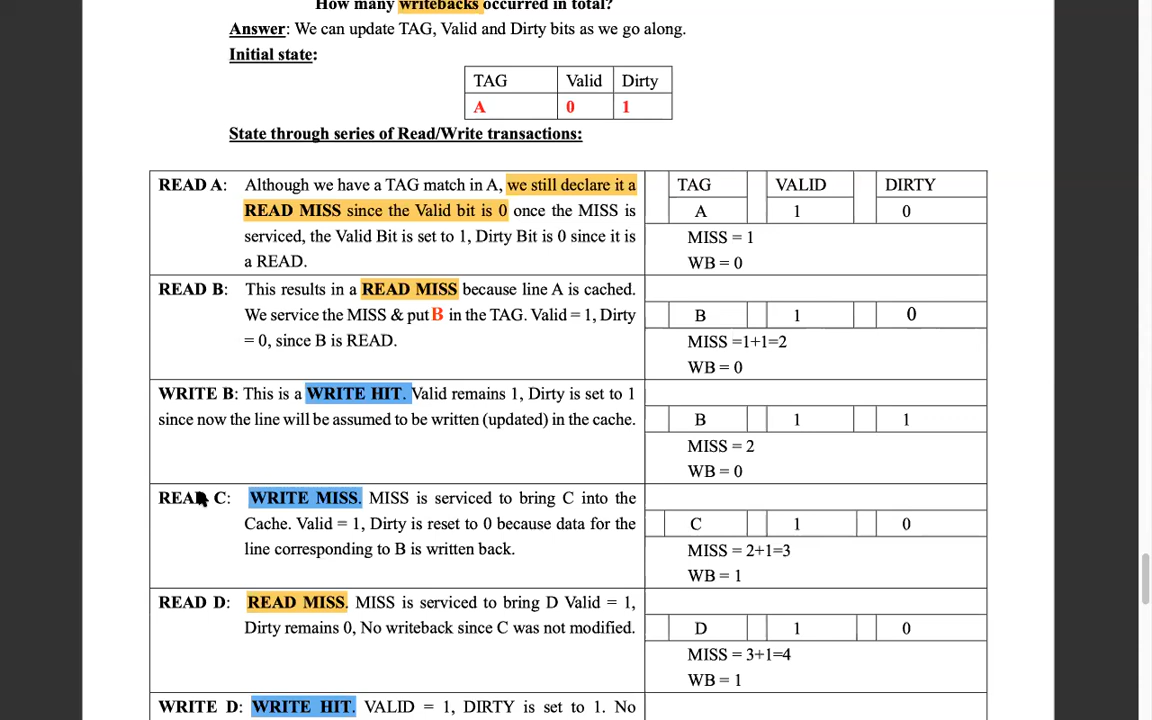 How many writebacks occurred in total?
Answer: We can update TAG, Valid and Dirty bits as we go along.
Initial state:
TAG Valid Dirty
A 0 1
State through series of Read/Write transactions:
READ A: Although we have a TAG match in A, we still declare it a
READ MISS since the Valid bit is 0 once the MISS is
serviced, the Valid Bit is set to 1, Dirty Bit is 0 since it is
a READ.
TAG VALID DIRTY
A 1 0
MISS = 1
WB = 0
READ B: This results in a READ MISS because line A is cached.
We service the MISS & put B in the TAG. Valid = 1, Dirty
= 0, since B is READ.
B 1 0
MISS =1+1=2
WB = 0
WRITE B: This is a WRITE HIT. Valid remains 1, Dirty is set to 1
since now the line will be assumed to be written (updated) in the cache.
B 1 1
MISS = 2
WB = 0
READ C: WRITE MISS. MISS is serviced to bring C into the
Cache. Valid = 1, Dirty is reset to 0 because data for the
line corresponding to B is written back.
C 1 0
MISS = 2+1=3
WB = 1
READ D: READ MISS. MISS is serviced to bring D Valid = 1,
Dirty remains 0, No writeback since C was not modified.
D 1 0
MISS = 3+1=4
WB = 1
WRITE D: WRITE HIT. VALID = 1, DIRTY is set to 1. No